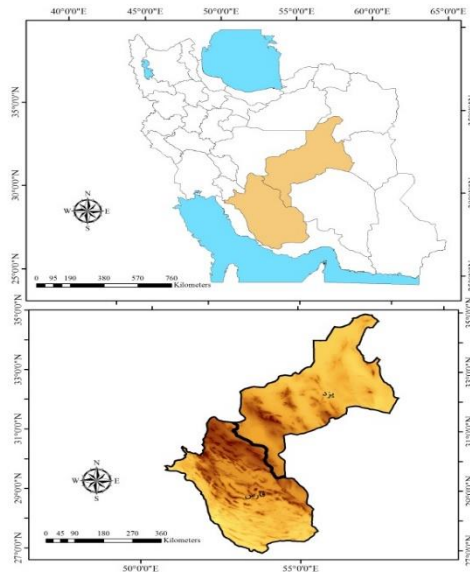 45°0'0"E 50°0'0"E 55°0'0"E 60°0'0"E 65°0'0"E
35°0'0"N
30°0'0"N
25°0'0"N
N
W E
S
0 95 190 380 570 760
Kilometers
35°0'0"N
33°0'0"N
31°0'0"N
29°0'0"N
27°0'0"N
یزد
فارس
N
W E
S
0 45 90 180 270 360
Kilometers
50°0'0"E 55°0'0"E